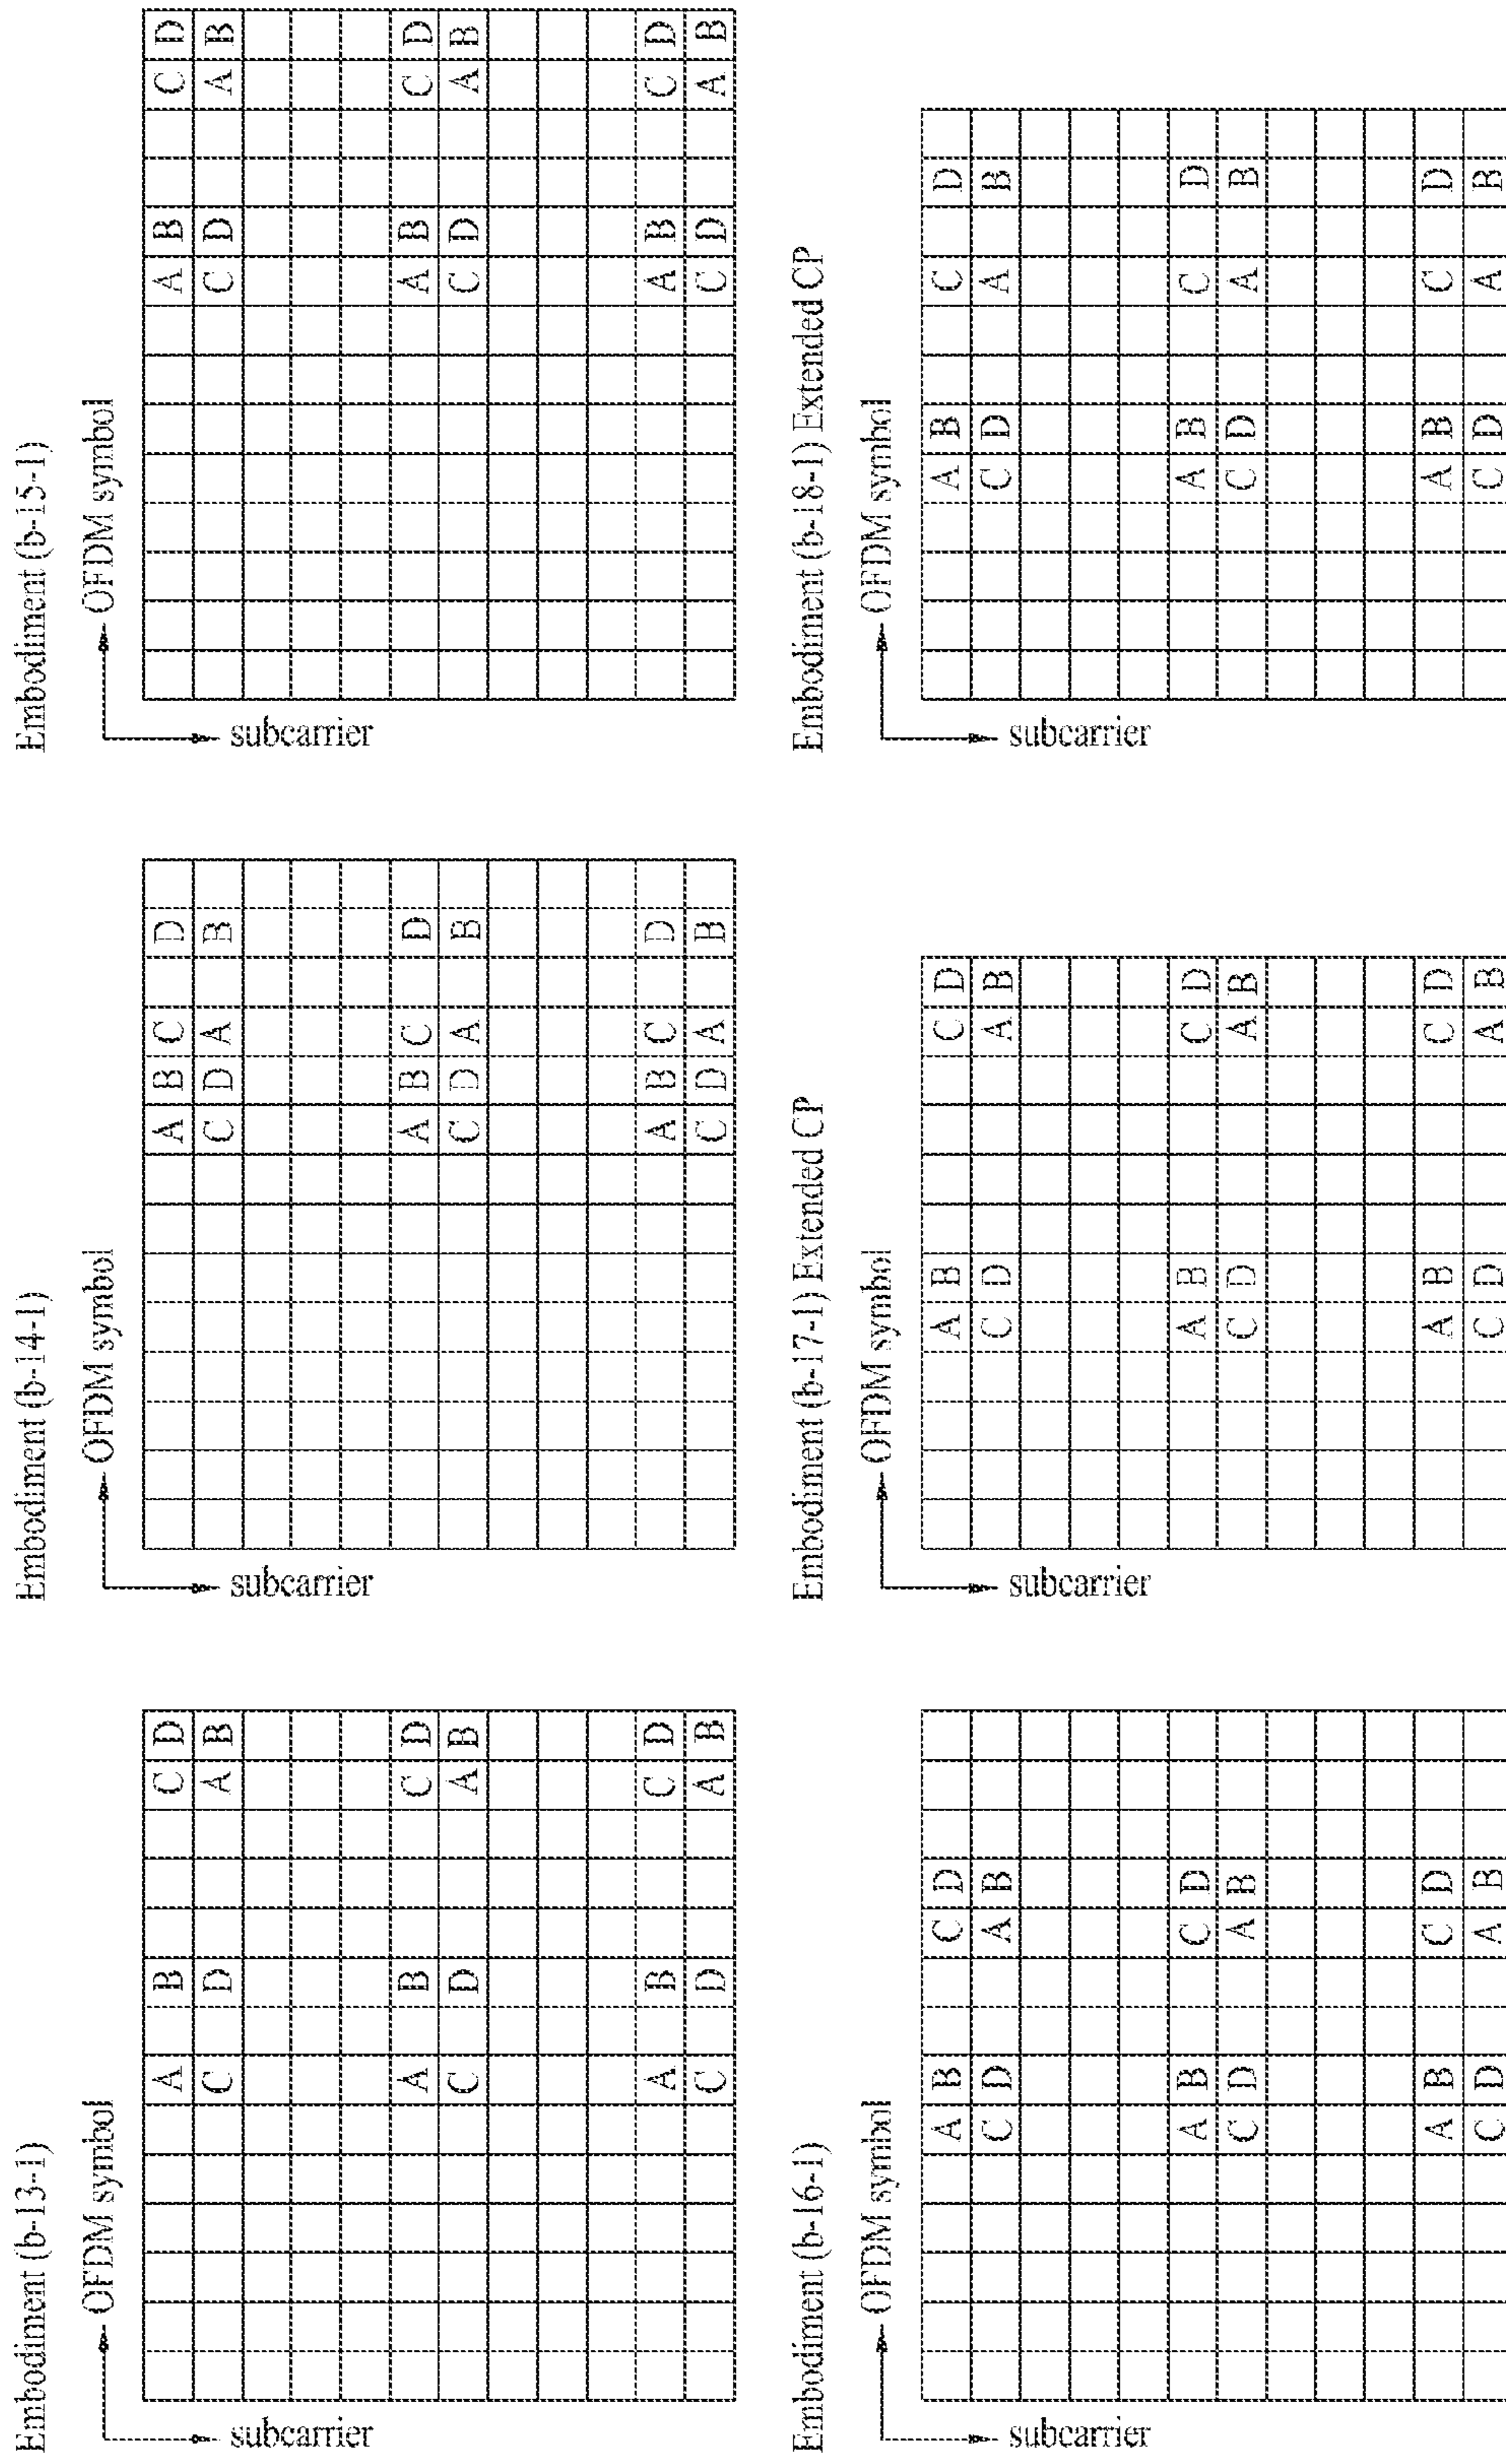 Embodiment (b-13-1)
OFDM symbol
A B C D
C D A B
A B C D
C D A B
A B C D
C D A B
subcarrier
Embodiment (b-14-1)
OFDM symbol
A B C D
C D A B
A B C D
C D A B
A B C D
C D A B
subcarrier
Embodiment (b-15-1)
OFDM symbol
A B C D
C D A B
A B C D
C D A B
A B C D
C D A B
subcarrier
Embodiment (b-16-1)
OFDM symbol
A B C D
C D A B
A B C D
C D A B
A B C D
C D A B
subcarrier
Embodiment (b-17-1) Extended CP
OFDM symbol
A B C D
C D A B
A B C D
C D A B
A B C D
C D A B
subcarrier
Embodiment (b-18-1) Extended CP
OFDM symbol
A B C D
C D A B
A B C D
C D A B
A B C D
C D A B
subcarrier